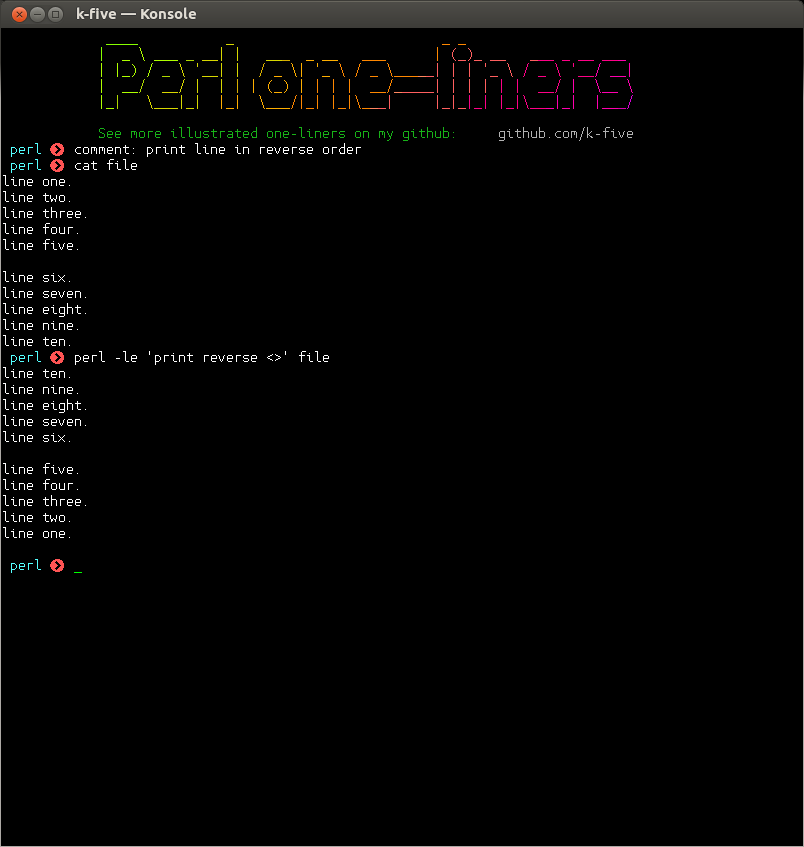 k-five — Konsole
Perl one-liners
See more illustrated one-liners on my github: github.com/k-five
perl ❯ comment: print line in reverse order
perl ❯ cat file
line one.
line two.
line three.
line four.
line five.

line six.
line seven.
line eight.
line nine.
line ten.
perl ❯ perl -le 'print reverse <>' file
line ten.
line nine.
line eight.
line seven.
line six.

line five.
line four.
line three.
line two.
line one.

perl ❯ _